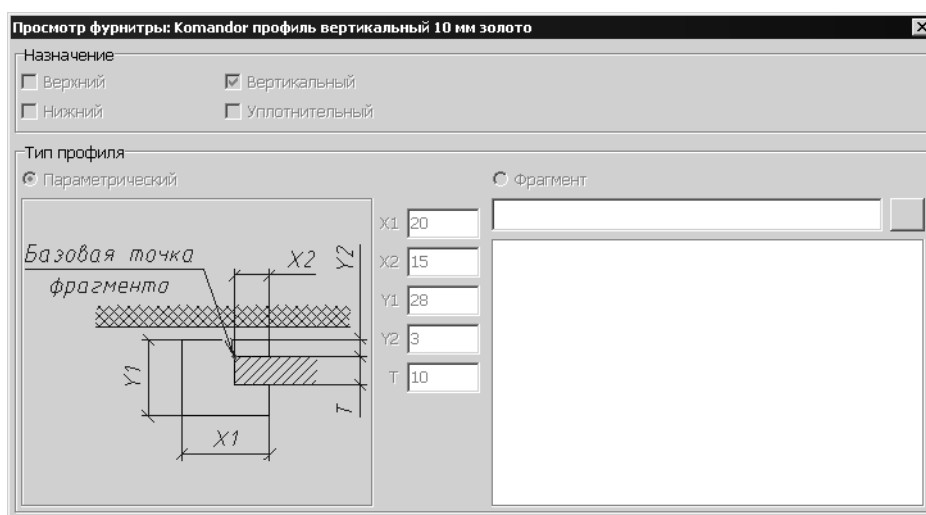 Просмотр фурнитры: Komandor профиль вертикальный 10 мм золото
Назначение
Верхний
Вертикальный
Нижний
Уплотнительный
Тип профиля
Параметрический
Фрагмент
X1 20
X2 15
Y1 28
Y2 3
T 10
Базовая точка
фрагмента
X2
Y2
Y1
T
X1